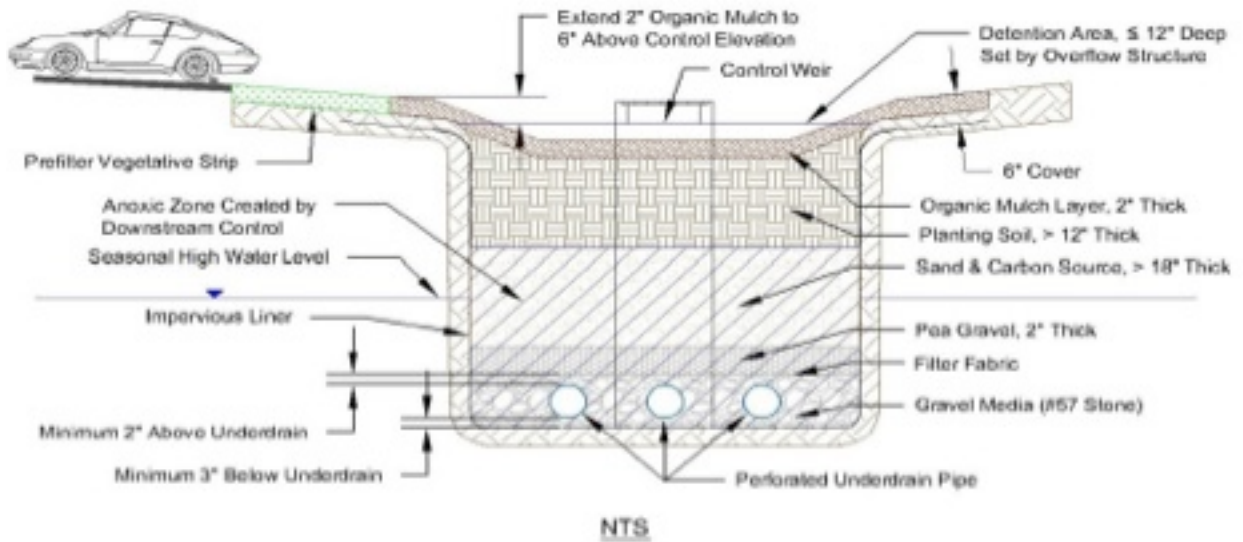 Extend 2" Organic Mulch to
6" Above Control Elevation
Detention Area, ≤ 12" Deep
Set by Overflow Structure
Control Weir
Prefilter Vegetative Strip
6" Cover
Anoxic Zone Created by
Downstream Control
Organic Mulch Layer, 2" Thick
Planting Soil, > 12" Thick
Seasonal High Water Level
Sand & Carbon Source, > 18" Thick
Impervious Liner
Pea Gravel, 2" Thick
Filter Fabric
Gravel Media (#57 Stone)
Minimum 2" Above Underdrain
Minimum 3" Below Underdrain
Perforated Underdrain Pipe
NTS